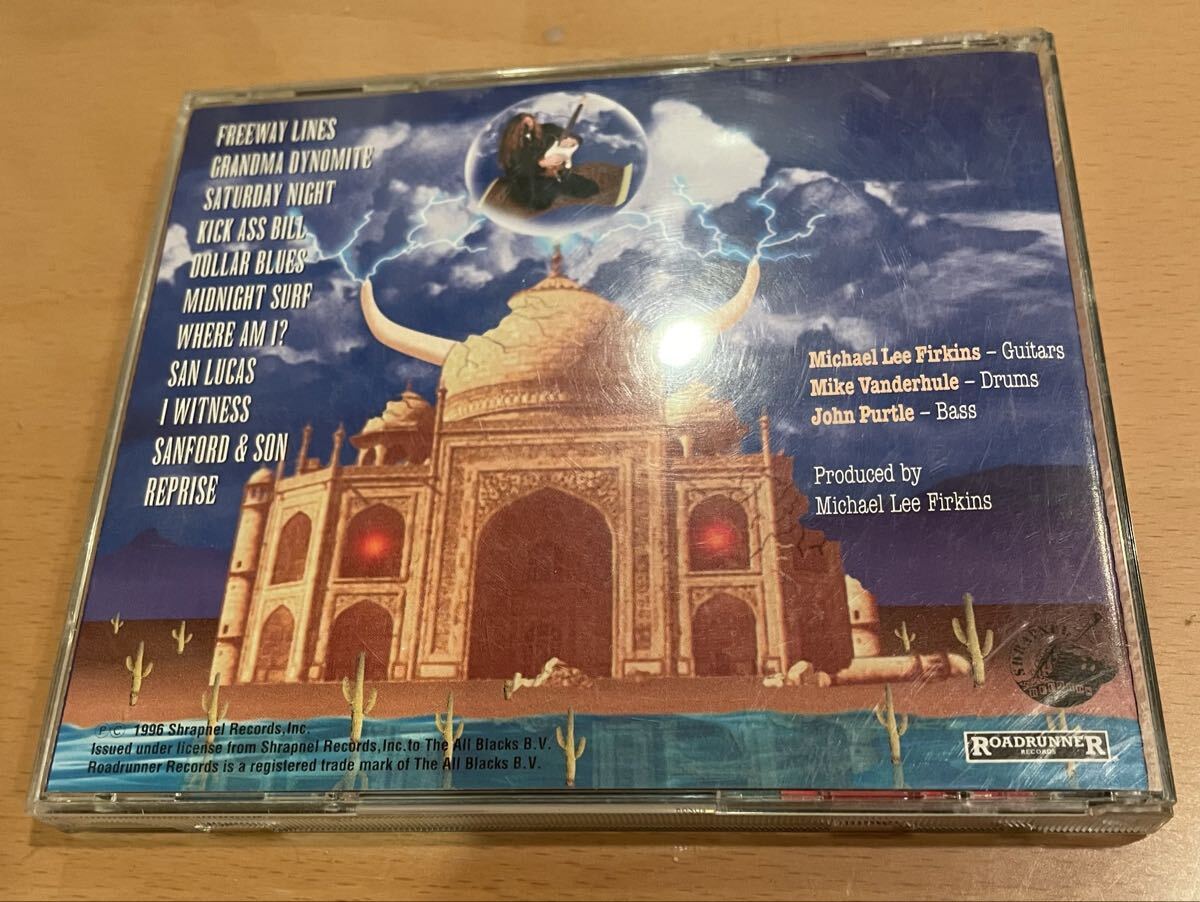 FREEWAY LINES
GRANDMA DYNOMITE
SATURDAY NIGHT
KICK ASS BILL
DOLLAR BLUES
MIDNIGHT SURF
WHERE AM I?
SAN LUCAS
I WITNESS
SANFORD & SON
REPRISE
Michael Lee Firkins – Guitars
Mike Vanderhule – Drums
John Purtle – Bass
Produced by
Michael Lee Firkins
SHRAPNEL
ⓅⒸ 1996 Shrapnel Records,Inc.
Issued under license from Shrapnel Records,Inc.to The All Blacks B.V.
Roadrunner Records is a registered trade mark of The All Blacks B.V.
ROADRUNNER
RECORDS